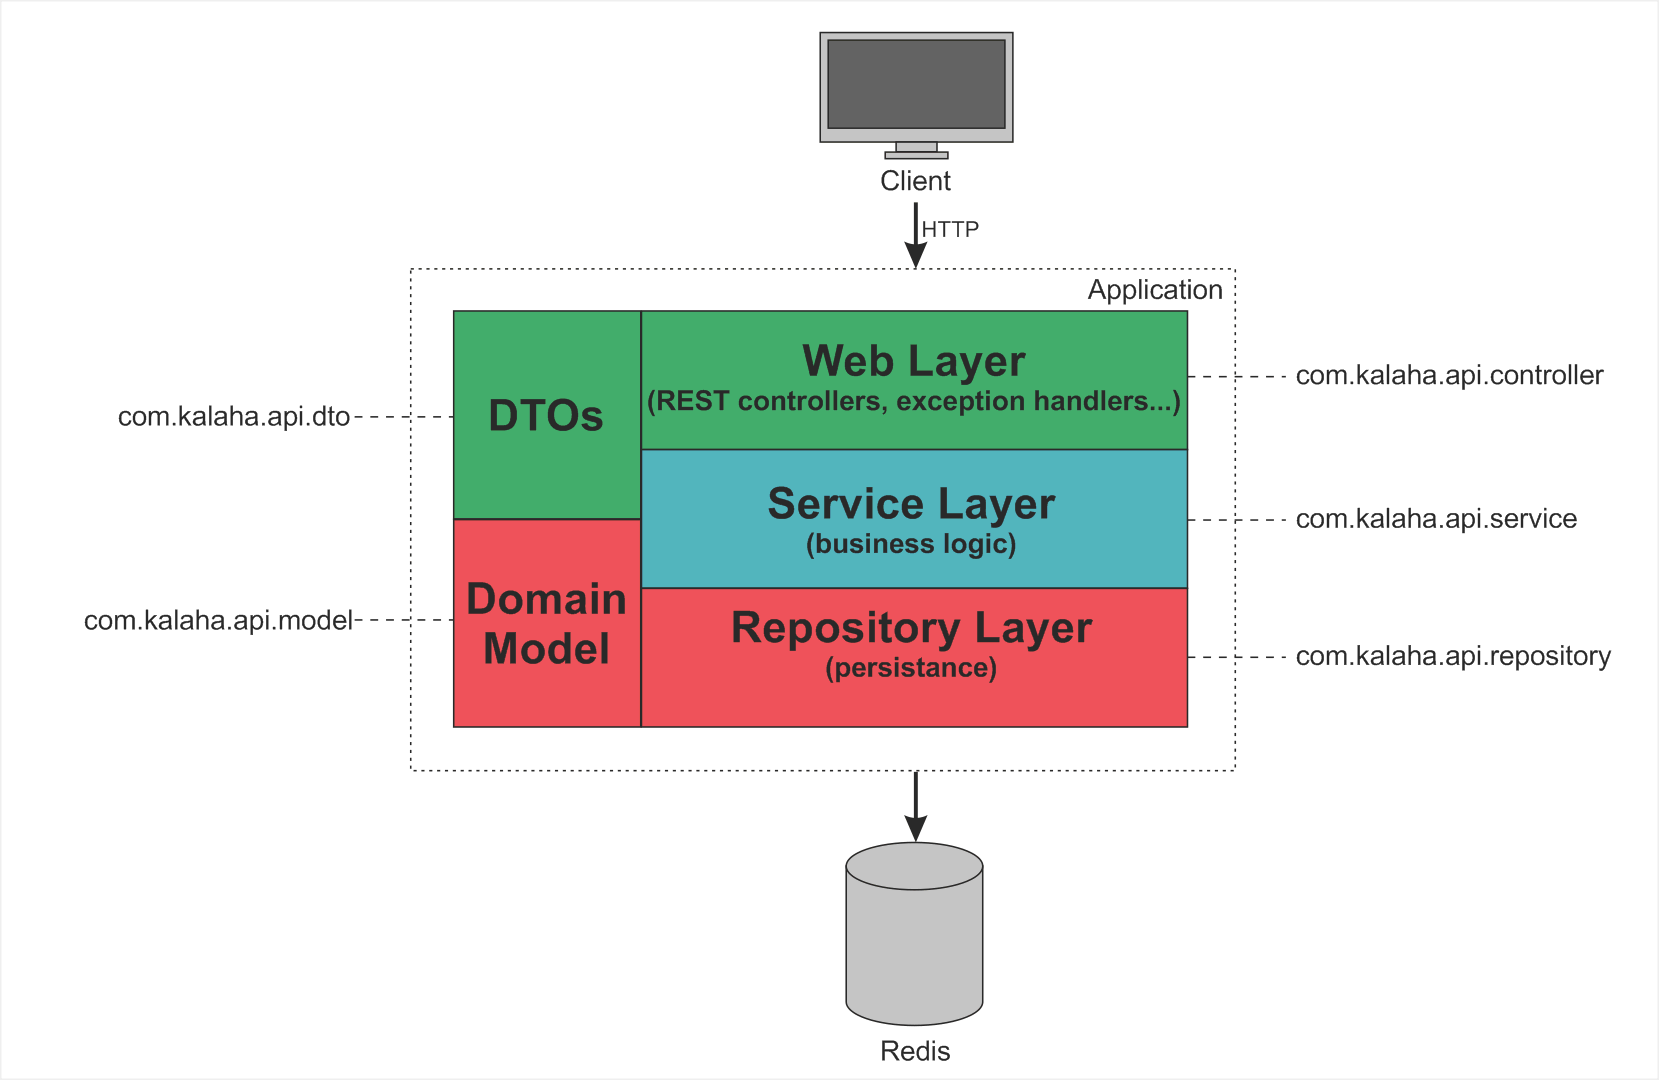 Client
HTTP
Application
DTOs
Web Layer
(REST controllers, exception handlers...)
com.kalaha.api.controller
com.kalaha.api.dto
Service Layer
(business logic)
com.kalaha.api.service
Domain
Model
com.kalaha.api.model
Repository Layer
(persistance)
com.kalaha.api.repository
Redis